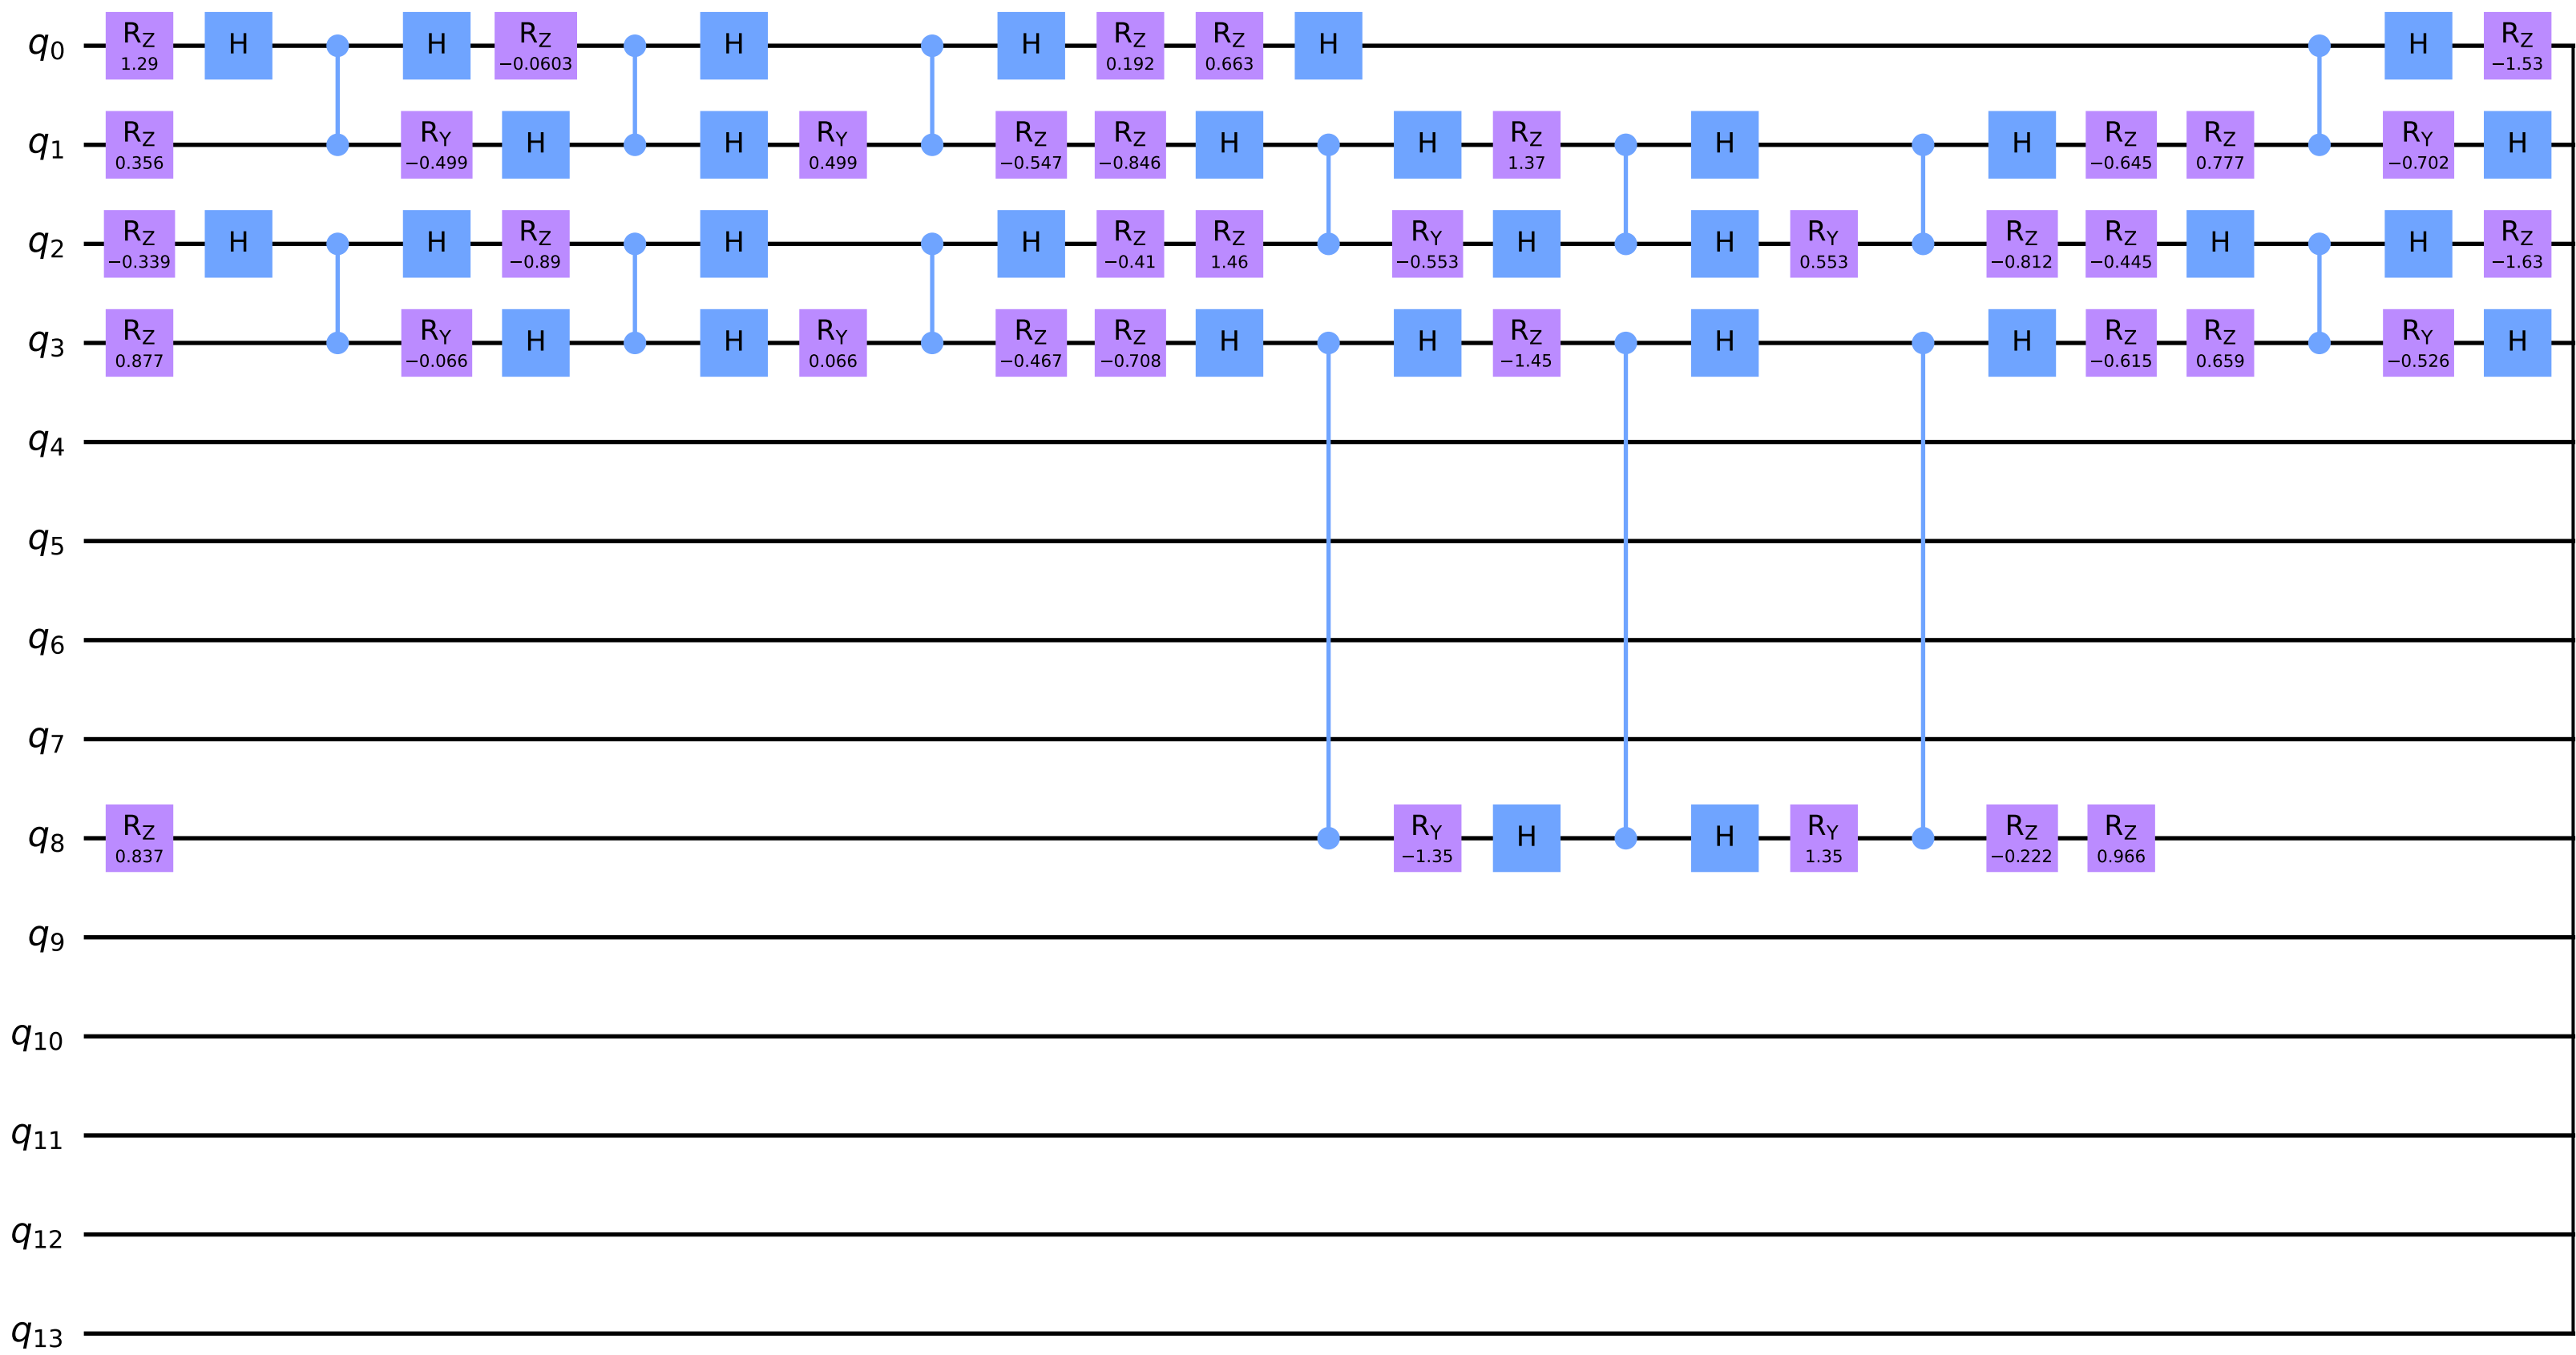 q0 RZ 1.29 H H RZ −0.0603 H H RZ 0.192 RZ 0.663 H H RZ −1.53
q1 RZ 0.356 RY −0.499 H H RY 0.499 RZ −0.547 RZ −0.846 H H RZ 1.37 H H RZ −0.645 RZ 0.777 RY −0.702 H
q2 RZ −0.339 H H RZ −0.89 H H RZ −0.41 RZ 1.46 RY −0.553 H H RY 0.553 RZ −0.812 RZ −0.445 H H RZ −1.63
q3 RZ 0.877 RY −0.066 H H RY 0.066 RZ −0.467 RZ −0.708 H H RZ −1.45 H H RZ −0.615 RZ 0.659 RY −0.526 H
q4
q5
q6
q7
q8 RZ 0.837 RY −1.35 H H RY 1.35 RZ −0.222 RZ 0.966
q9
q10
q11
q12
q13